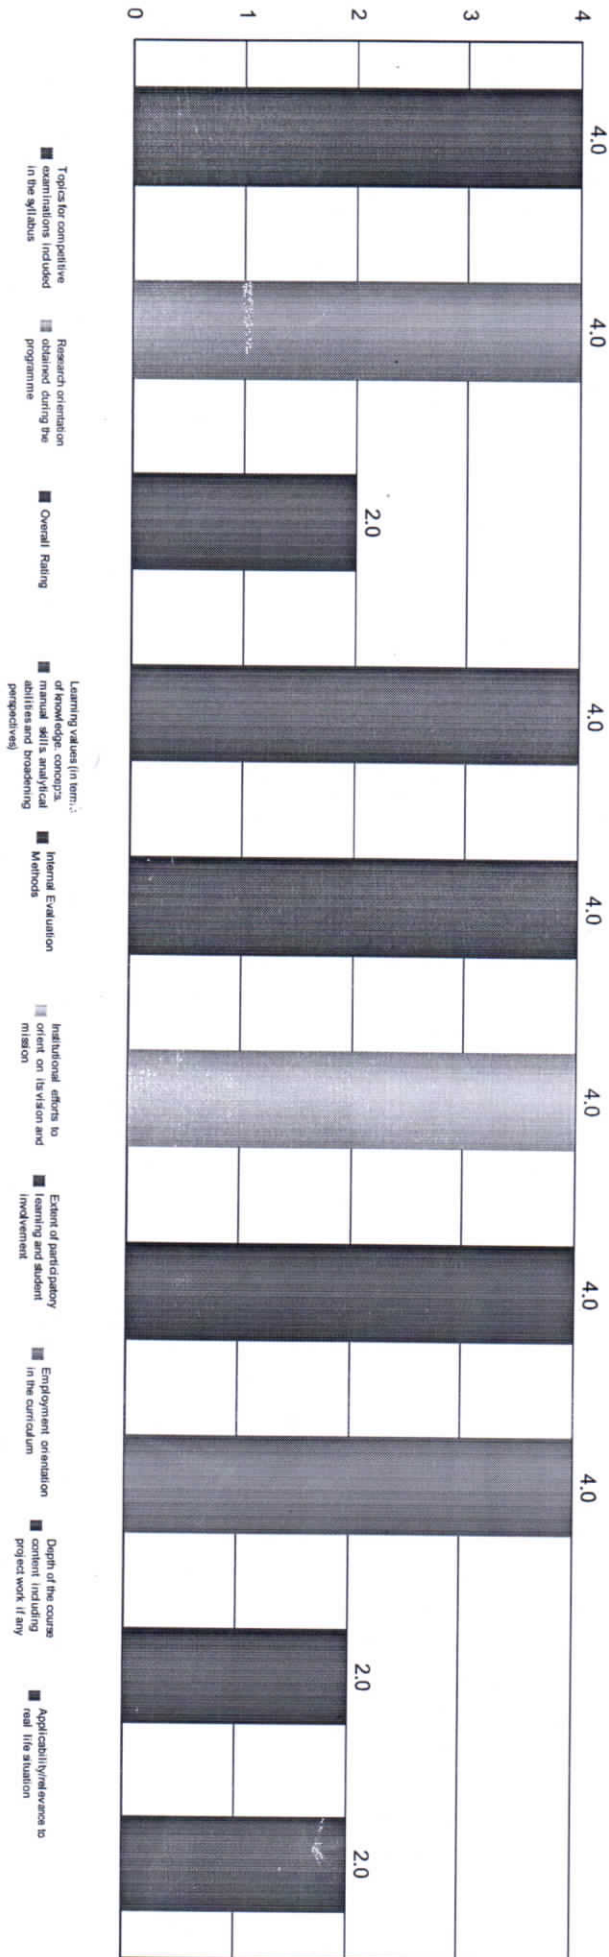 4
3
2
1
0
4.0
4.0
2.0
4.0
4.0
4.0
4.0
4.0
2.0
2.0
Topics for competitive
examinations included
in the syllabus
Research orientation
obtained during the
programme
Overall Rating
Learning values (in terms
of knowledge, concepts,
manual skills, analytical
abilities and broadening
perspectives)
Internal Evaluation
Methods
Institutional efforts to
orient on its vision and
mission
Extent of participatory
learning and student
involvement
Employment orientation
in the curriculum
Depth of the course
content including
project work if any
Applicability/relevance to
real life situation